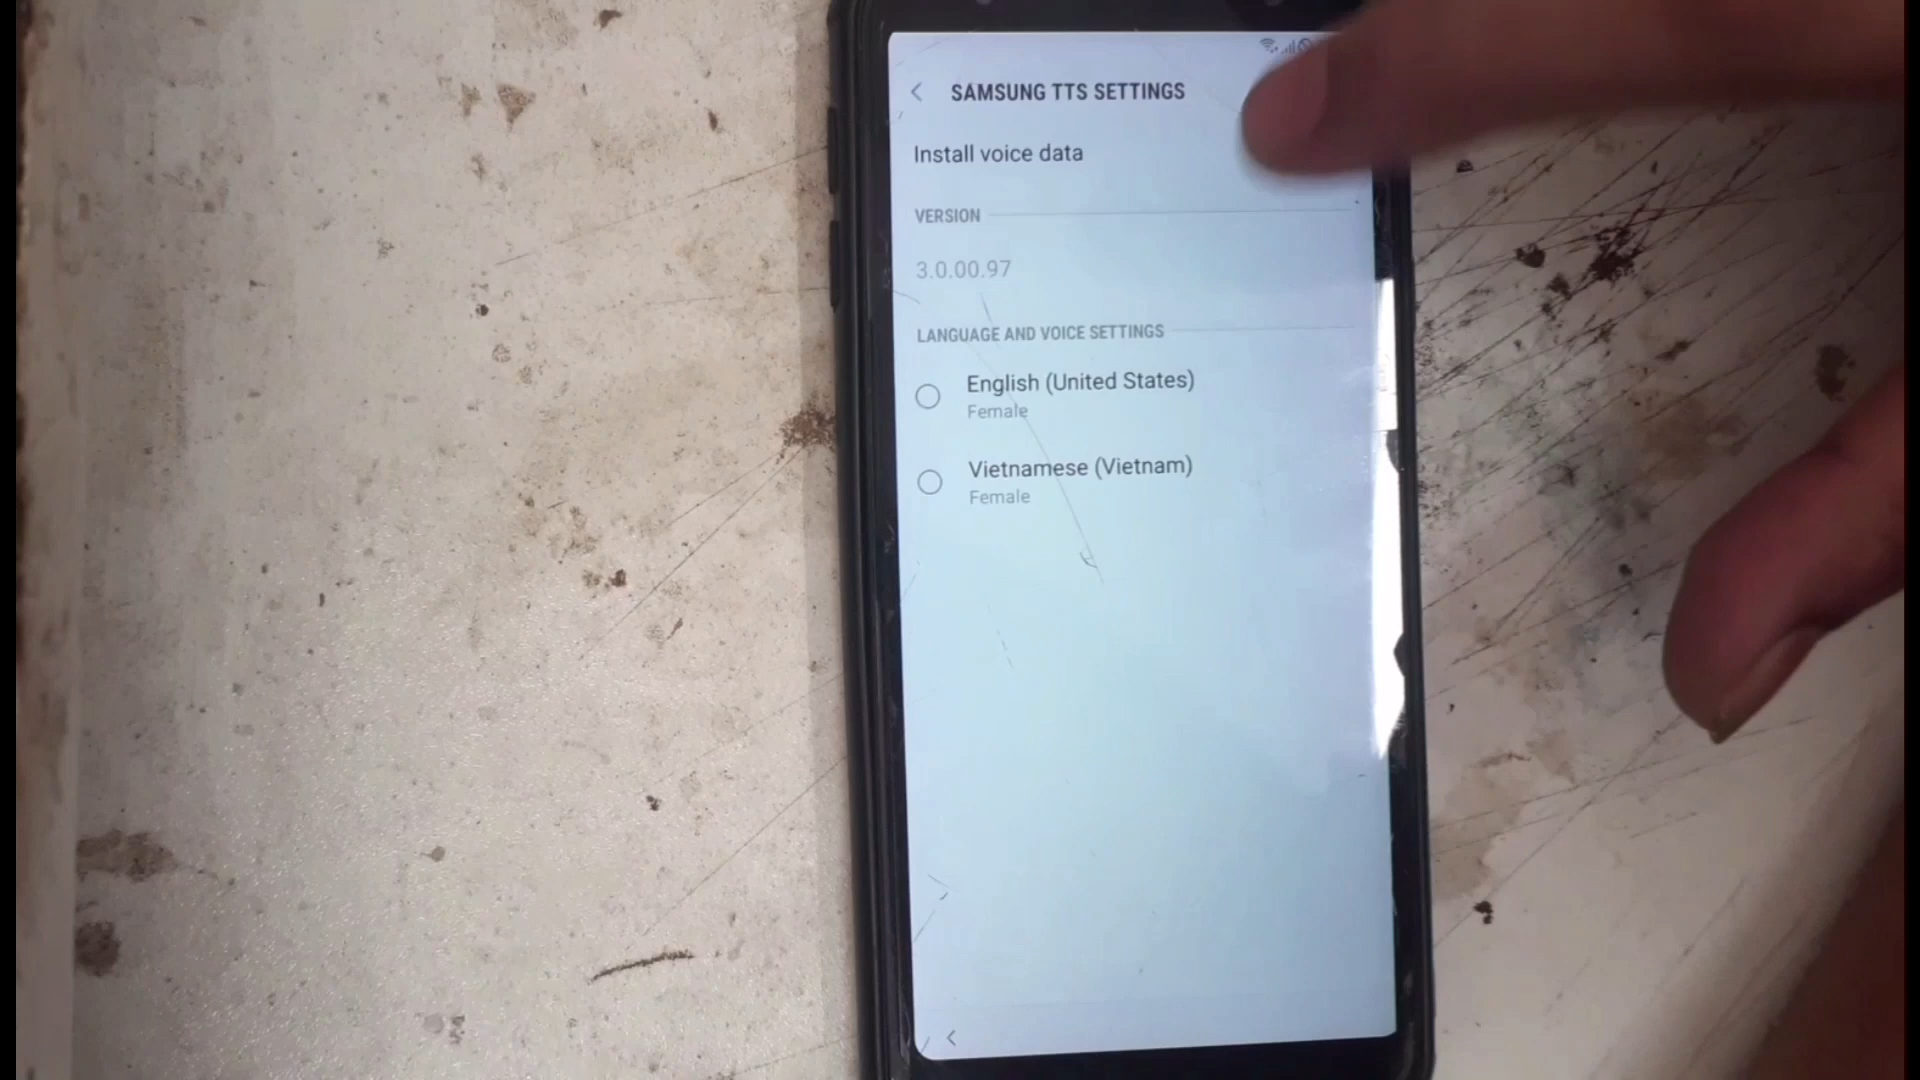 SAMSUNG TTS SETTINGS
Install voice data
VERSION
3.0.00.97
LANGUAGE AND VOICE SETTINGS
English (United States)
Female
Vietnamese (Vietnam)
Female